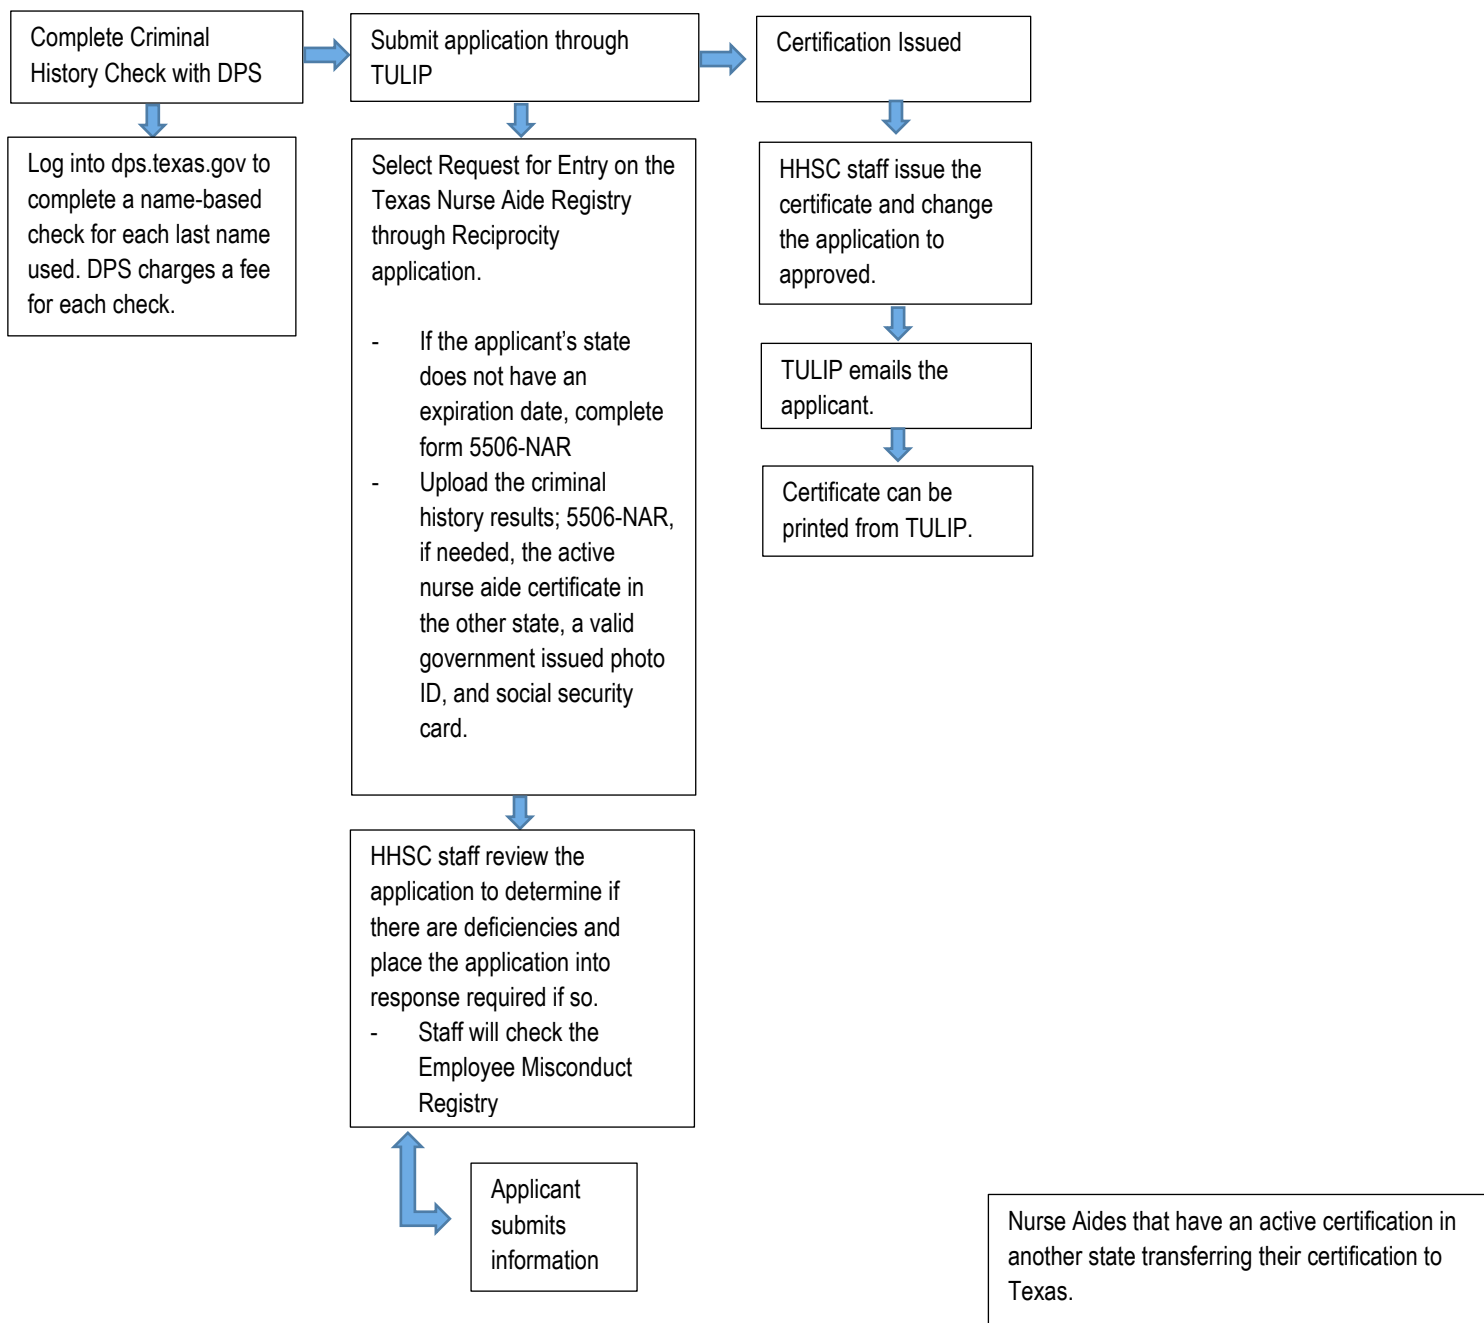 Complete Criminal
History Check with DPS
Log into dps.texas.gov to
complete a name-based
check for each last name
used. DPS charges a fee
for each check.
Submit application through
TULIP
Select Request for Entry on the
Texas Nurse Aide Registry
through Reciprocity
application.
- If the applicant’s state
does not have an
expiration date, complete
form 5506-NAR
- Upload the criminal
history results; 5506-NAR,
if needed, the active
nurse aide certificate in
the other state, a valid
government issued photo
ID, and social security
card.
HHSC staff review the
application to determine if
there are deficiencies and
place the application into
response required if so.
- Staff will check the
Employee Misconduct
Registry
Applicant
submits
information
Certification Issued
HHSC staff issue the
certificate and change
the application to
approved.
TULIP emails the
applicant.
Certificate can be
printed from TULIP.
Nurse Aides that have an active certification in
another state transferring their certification to
Texas.